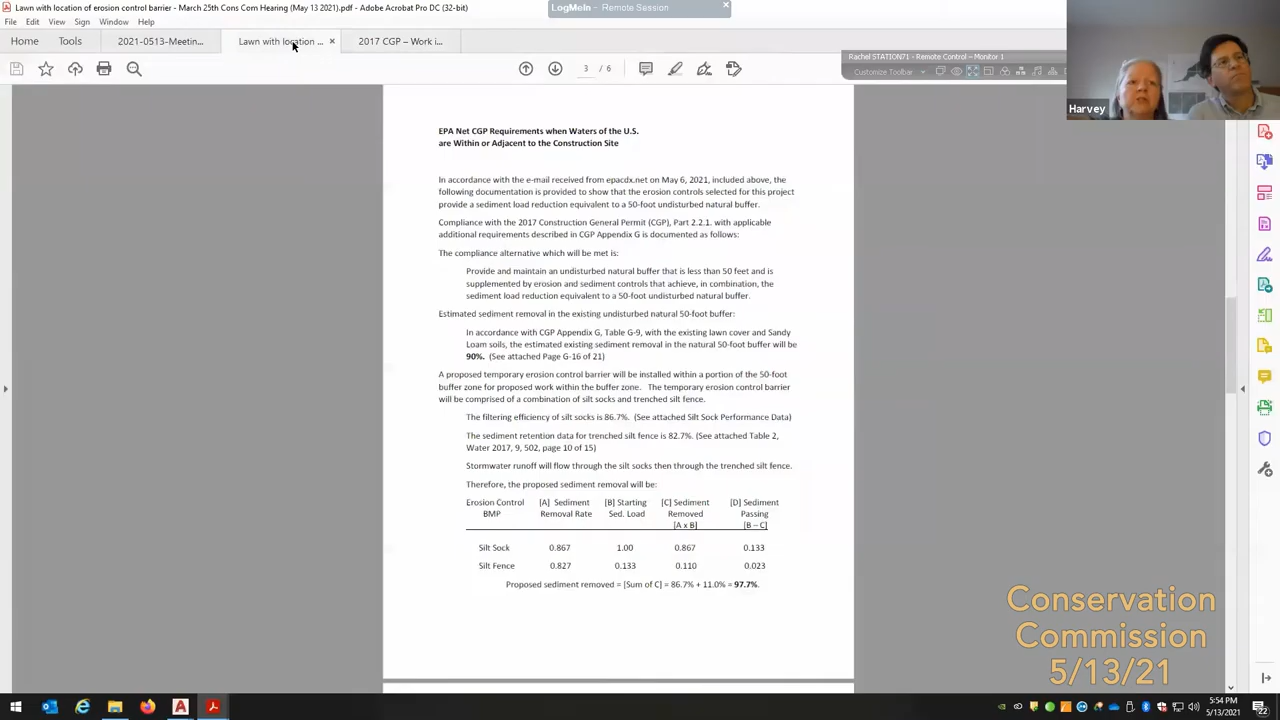 Lawn with location of erosion control barrier - March 25th Cons Com Hearing (May 13 2021).pdf - Adobe Acrobat Pro DC (32-bit)
LogMeIn - Remote Session
File Edit View Sign Window Help
Home Tools 2021-0513-Meetin... Lawn with location ... 2017 CGP – Work i...
Rachel STATION71 - Remote Control - Monitor 1
Customize Toolbar
3 / 6
Harvey
EPA Net CGP Requirements when Waters of the U.S.
are Within or Adjacent to the Construction Site
In accordance with the e-mail received from epacdx.net on May 6, 2021, included above, the
following documentation is provided to show that the erosion controls selected for this project
provide a sediment load reduction equivalent to a 50-foot undisturbed natural buffer.
Compliance with the 2017 Construction General Permit (CGP), Part 2.2.1. with applicable
additional requirements described in CGP Appendix G is documented as follows:
The compliance alternative which will be met is:
Provide and maintain an undisturbed natural buffer that is less than 50 feet and is
supplemented by erosion and sediment controls that achieve, in combination, the
sediment load reduction equivalent to a 50-foot undisturbed natural buffer.
Estimated sediment removal in the existing undisturbed natural 50-foot buffer:
In accordance with CGP Appendix G, Table G-9, with the existing lawn cover and Sandy
Loam soils, the estimated existing sediment removal in the natural 50-foot buffer will be
90%. (See attached Page G-16 of 21)
A proposed temporary erosion control barrier will be installed within a portion of the 50-foot
buffer zone for proposed work within the buffer zone. The temporary erosion control barrier
will be comprised of a combination of silt socks and trenched silt fence.
The filtering efficiency of silt socks is 86.7%. (See attached Silt Sock Performance Data)
The sediment retention data for trenched silt fence is 82.7%. (See attached Table 2,
Water 2017, 9, 502, page 10 of 15)
Stormwater runoff will flow through the silt socks then through the trenched silt fence.
Therefore, the proposed sediment removal will be:
Erosion Control [A] Sediment [B] Starting [C] Sediment [D] Sediment
BMP Removal Rate Sed. Load Removed Passing
[A x B] [B – C]
Silt Sock 0.867 1.00 0.867 0.133
Silt Fence 0.827 0.133 0.110 0.023
Proposed sediment removed = [Sum of C] = 86.7% + 11.0% = 97.7%.
Conservation
Commission
5/13/21
5:54 PM
5/13/2021
22